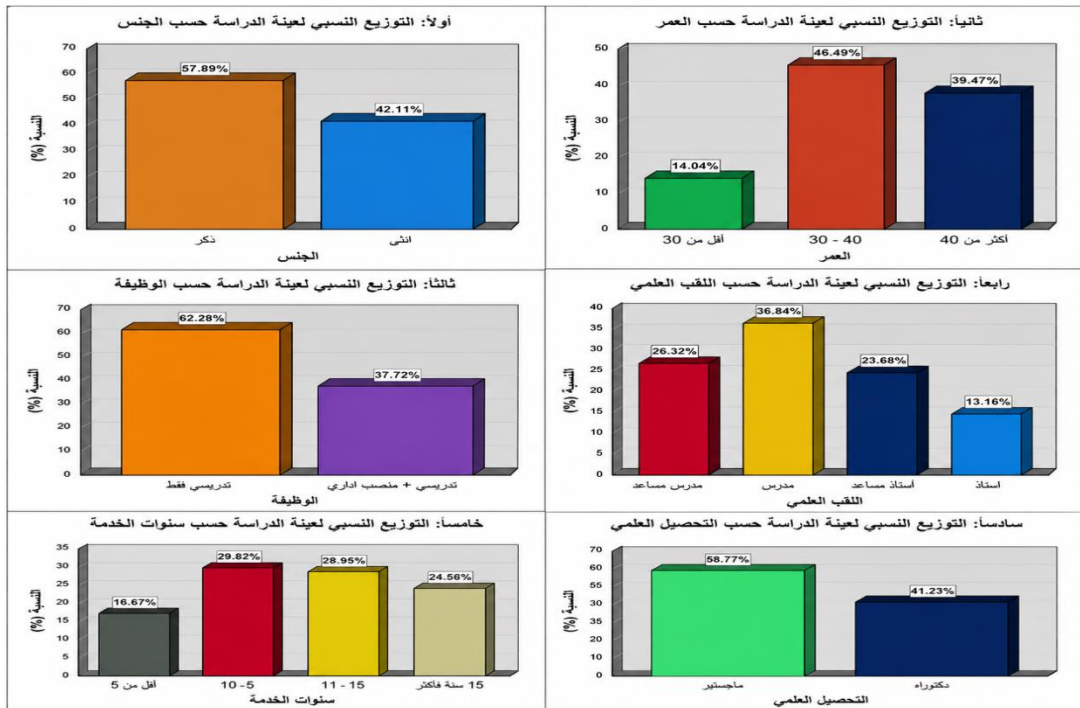 أولاً: التوزيع النسبي لعينة الدراسة حسب الجنس
النسبة (%)
70
60
50
40
30
20
10
0
57.89%
42.11%
ذكر
انثى
الجنس
ثانياً: التوزيع النسبي لعينة الدراسة حسب العمر
النسبة (%)
50
40
30
20
10
0
14.04%
46.49%
39.47%
أقل من 30
30 - 40
أكثر من 40
العمر
ثالثاً: التوزيع النسبي لعينة الدراسة حسب الوظيفة
النسبة (%)
70
60
50
40
30
20
10
0
62.28%
37.72%
تدريسي فقط
تدريسي + منصب اداري
الوظيفة
رابعاً: التوزيع النسبي لعينة الدراسة حسب اللقب العلمي
النسبة (%)
40
35
30
25
20
15
10
5
0
26.32%
36.84%
23.68%
13.16%
مدرس مساعد
مدرس
أستاذ مساعد
استاذ
اللقب العلمي
خامساً: التوزيع النسبي لعينة الدراسة حسب سنوات الخدمة
النسبة (%)
35
30
25
20
15
10
5
0
16.67%
29.82%
28.95%
24.56%
أقل من 5
10 - 5
11 - 15
15 سنة فأكثر
سنوات الخدمة
سادساً: التوزيع النسبي لعينة الدراسة حسب التحصيل العلمي
النسبة (%)
70
60
55
30
35
20
10
0
58.77%
41.23%
ماجستير
دكتوراه
التحصيل العلمي